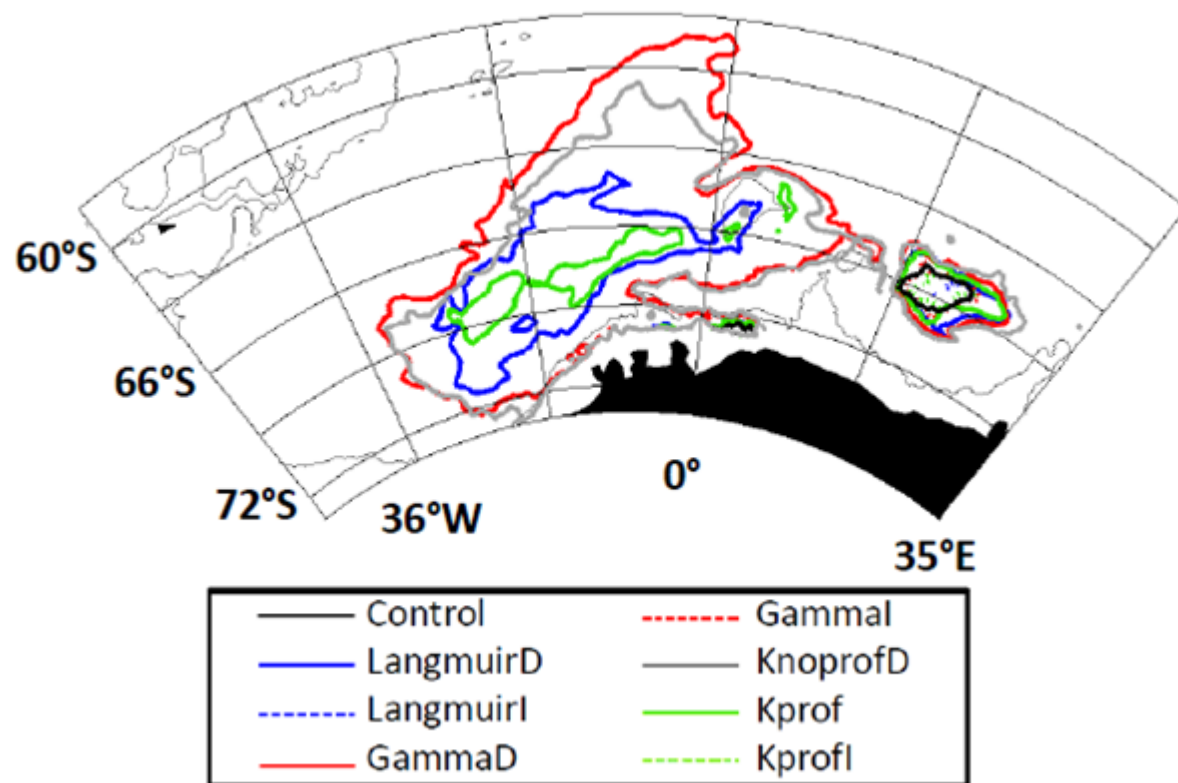 60°S
66°S
72°S
36°W
0°
35°E
Control
GammaI
LangmuirD
KnoprofD
LangmuirI
Kprof
GammaD
KprofI